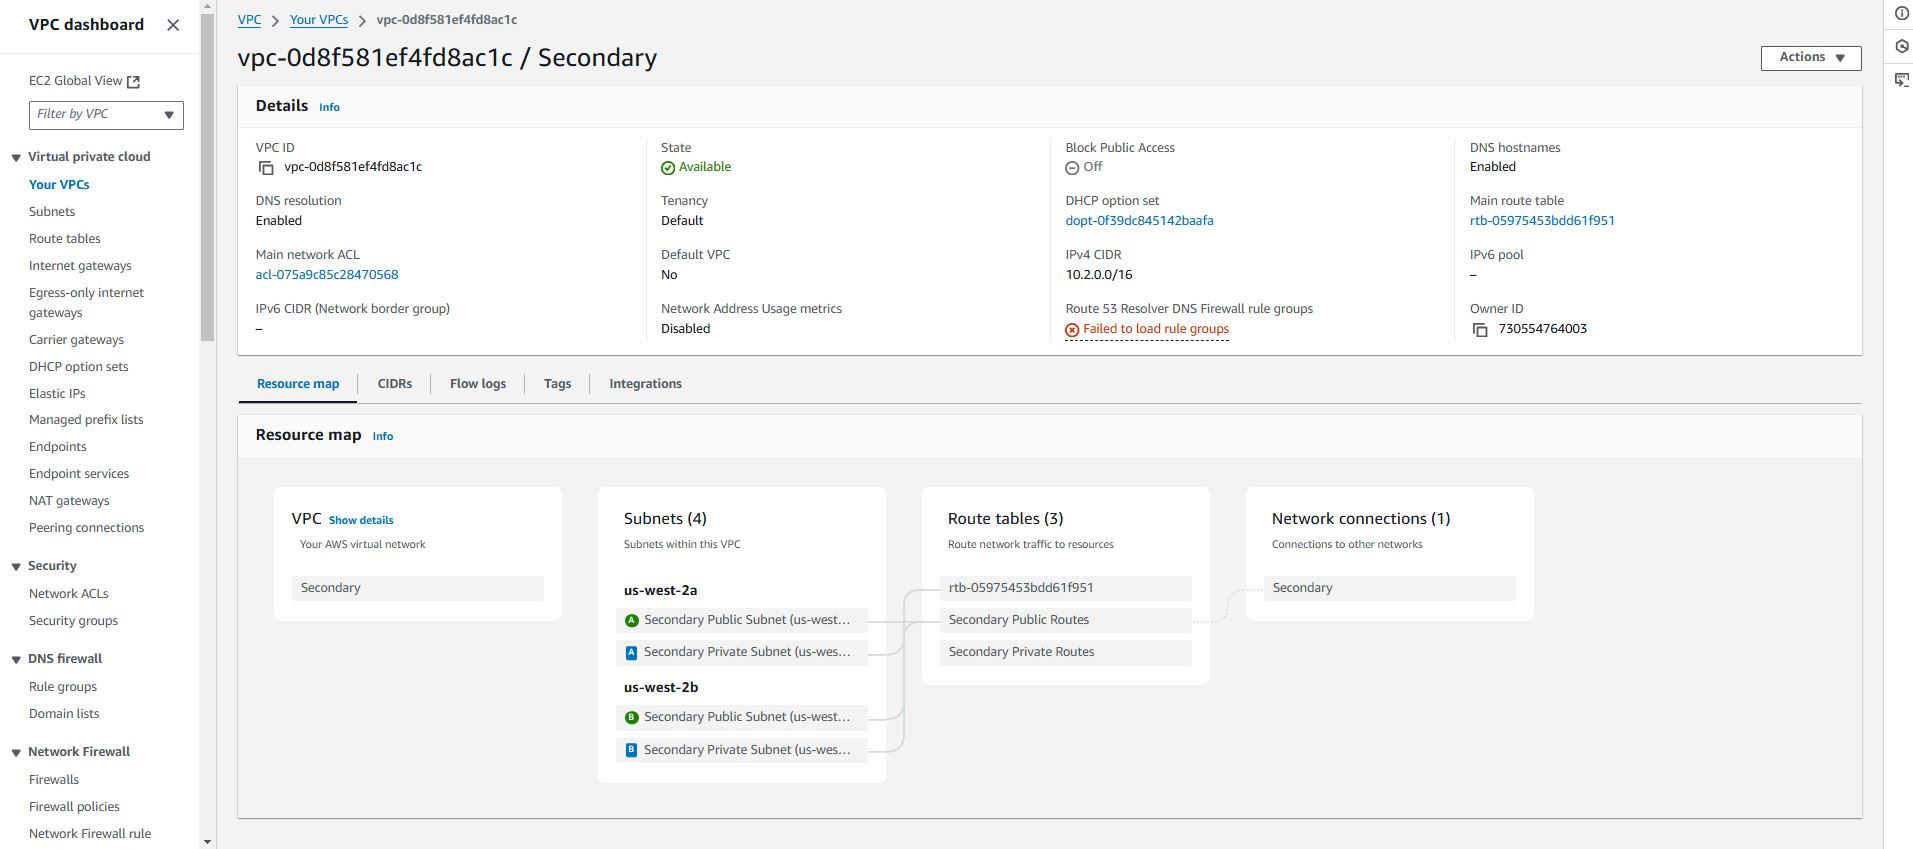 VPC dashboard
EC2 Global View
Filter by VPC
Virtual private cloud
Your VPCs
Subnets
Route tables
Internet gateways
Egress-only internet
gateways
Carrier gateways
DHCP option sets
Elastic IPs
Managed prefix lists
Endpoints
Endpoint services
NAT gateways
Peering connections
Security
Network ACLs
Security groups
DNS firewall
Rule groups
Domain lists
Network Firewall
Firewalls
Firewall policies
Network Firewall rule
VPC > Your VPCs > vpc-0d8f581ef4fd8ac1c
vpc-0d8f581ef4fd8ac1c / Secondary
Actions
Details Info
VPC ID
vpc-0d8f581ef4fd8ac1c
State
Available
Block Public Access
Off
DNS hostnames
Enabled
DNS resolution
Enabled
Tenancy
Default
DHCP option set
dopt-0f39dc845142baafa
Main route table
rtb-05975453bdd61f951
Main network ACL
acl-075a9c85c28470568
Default VPC
No
IPv4 CIDR
10.2.0.0/16
IPv6 pool
–
IPv6 CIDR (Network border group)
–
Network Address Usage metrics
Disabled
Route 53 Resolver DNS Firewall rule groups
Failed to load rule groups
Owner ID
730554764003
Resource map
CIDRs
Flow logs
Tags
Integrations
Resource map Info
VPC Show details
Your AWS virtual network
Secondary
Subnets (4)
Subnets within this VPC
us-west-2a
A Secondary Public Subnet (us-west...
A Secondary Private Subnet (us-wes...
us-west-2b
B Secondary Public Subnet (us-west...
B Secondary Private Subnet (us-wes...
Route tables (3)
Route network traffic to resources
rtb-05975453bdd61f951
Secondary Public Routes
Secondary Private Routes
Network connections (1)
Connections to other networks
Secondary